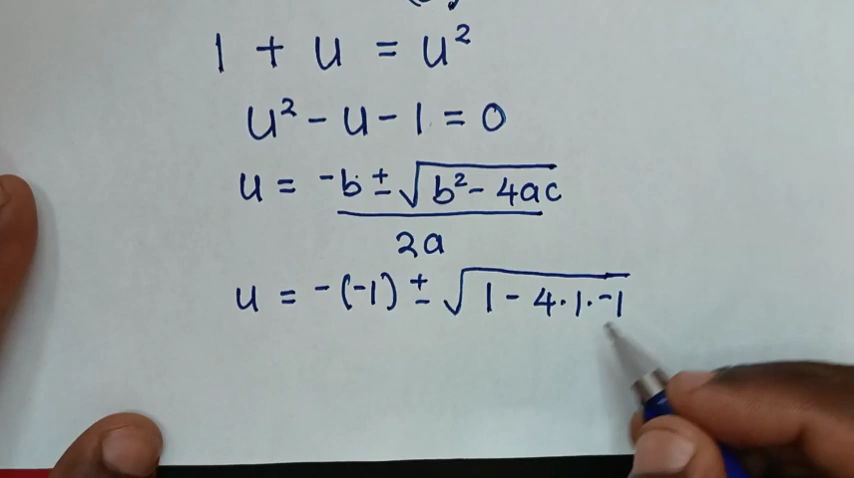 1 + u = u²
u² - u - 1 = 0
u = -b ± √(b² - 4ac)
2a
u = -(-1) ± √(1 - 4·1·-1)